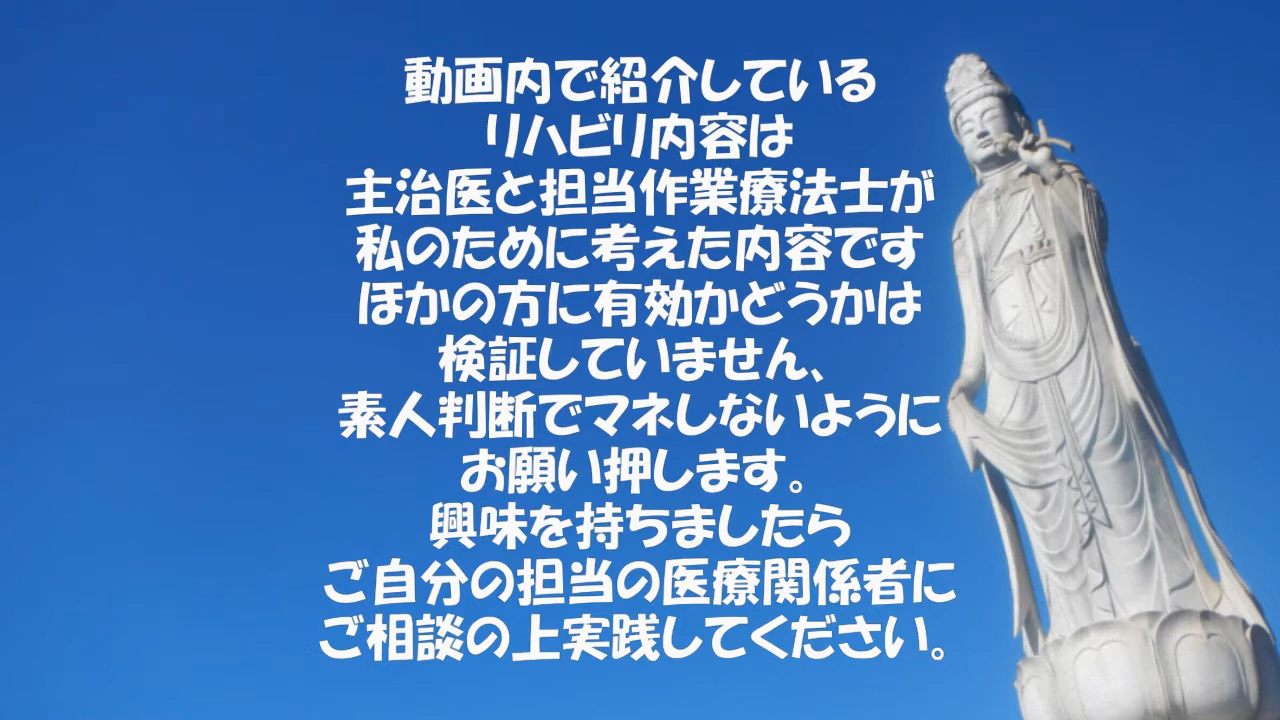 動画内で紹介している
リハビリ内容は
主治医と担当作業療法士が
私のために考えた内容です
ほかの方に有効かどうかは
検証していません、
素人判断でマネしないように
お願い押します。
興味を持ちましたら
ご自分の担当の医療関係者に
ご相談の上実践してください。